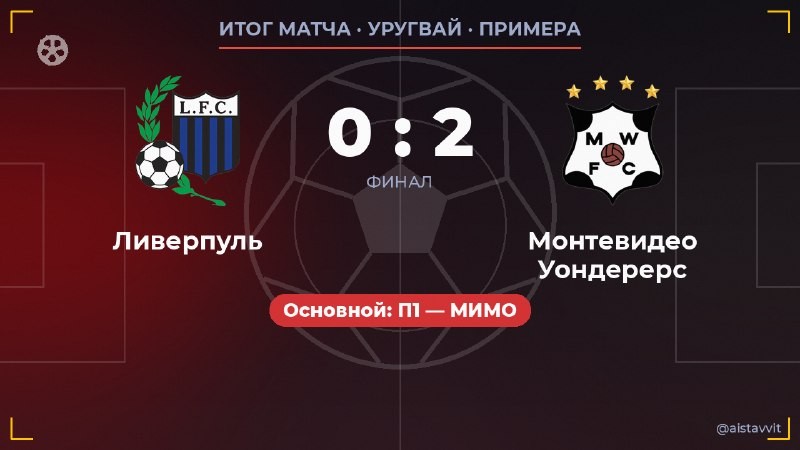 ИТОГ МАТЧА · УРУГВАЙ · ПРИМЕРА
L.F.C.
0 : 2
M W
F C
ФИНАЛ
Ливерпуль
Монтевидео
Уондерерс
Основной: П1 — МИМО
@aistavvit